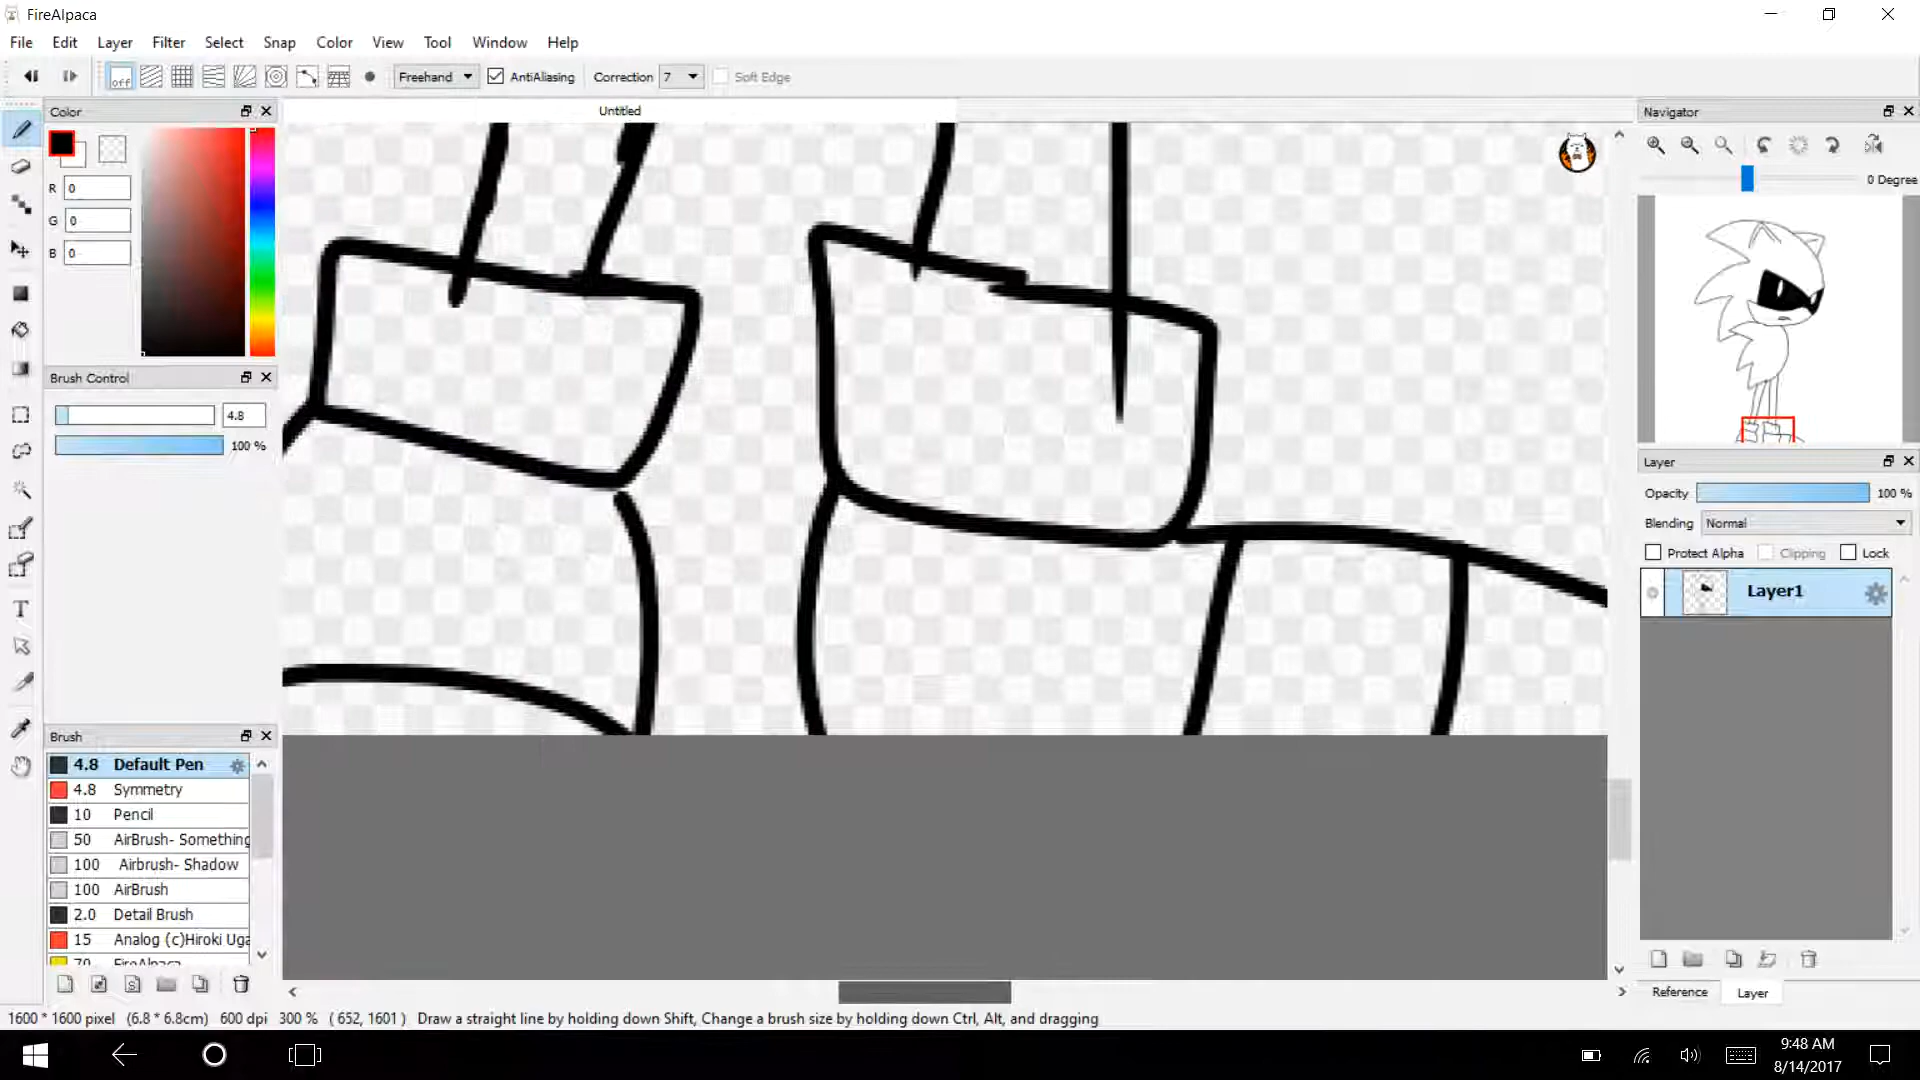 FireAlpaca
File Edit Layer Filter Select Snap Color View Tool Window Help
off Freehand AntiAliasing Correction 7 Soft Edge
Color
Untitled
Navigator
R 0
G 0
B 0
0 Degree
Brush Control
4.8
100 %
Layer
Opacity 100 %
Blending Normal
Protect Alpha Clipping Lock
Layer1
Brush
4.8 Default Pen
4.8 Symmetry
10 Pencil
50 AirBrush- Something
100 Airbrush- Shadow
100 AirBrush
2.0 Detail Brush
15 Analog (c)Hiroki Uga
70 FireAlpaca
Reference Layer
1600 * 1600 pixel (6.8 * 6.8cm) 600 dpi 300 % ( 652, 1601 ) Draw a straight line by holding down Shift, Change a brush size by holding down Ctrl, Alt, and dragging
9:48 AM
8/14/2017